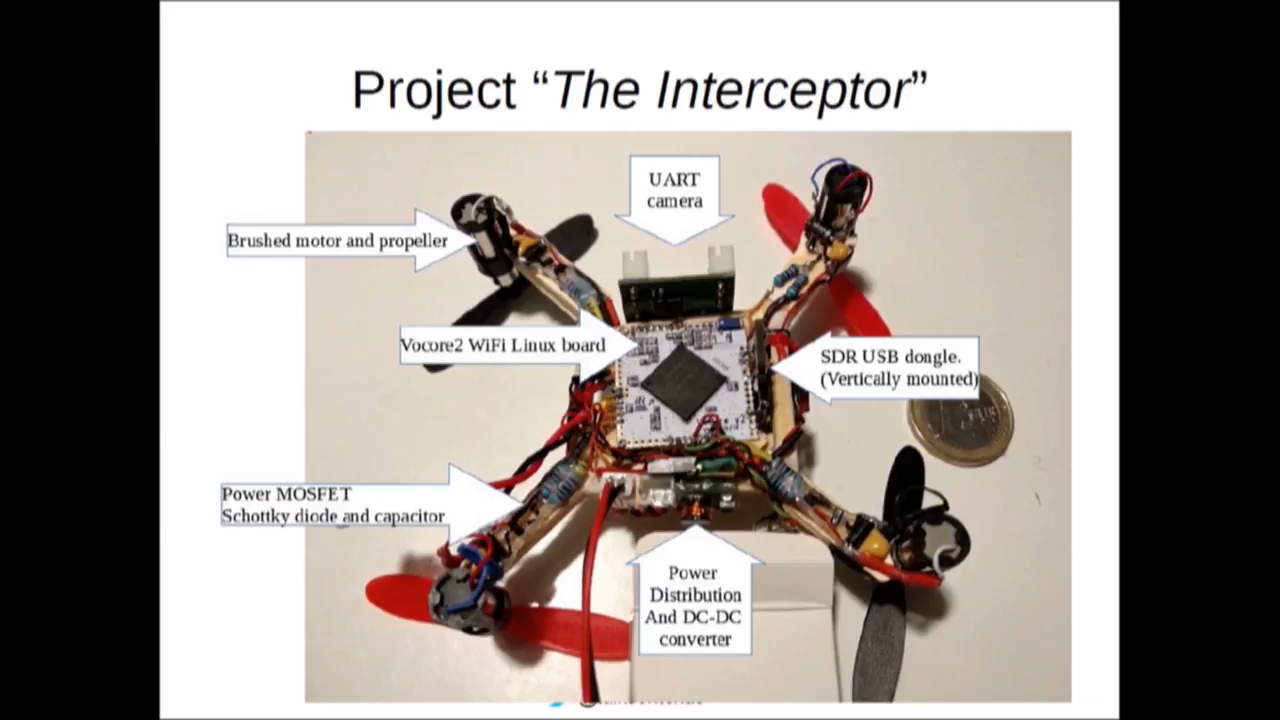 Project “The Interceptor”
UART
camera
Brushed motor and propeller
Vocore2 WiFi Linux board
SDR USB dongle.
(Vertically mounted)
Power MOSFET
Schottky diode and capacitor
Power
Distribution
And DC-DC
converter